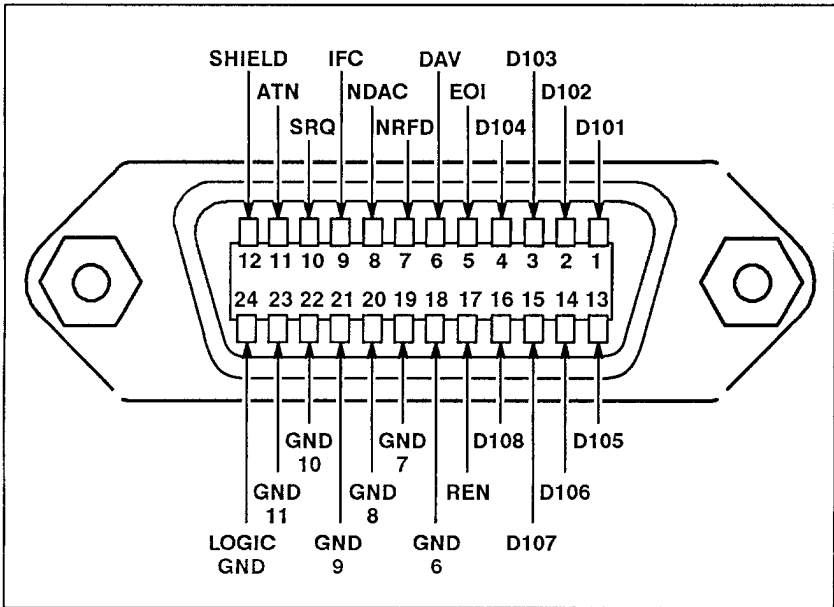 SHIELD IFC DAV D103
ATN NDAC EOI D102
SRQ NRFD D104 D101
12 11 10 9 8 7 6 5 4 3 2 1
24 23 22 21 20 19 18 17 16 15 14 13
GND 10 GND 7 D108 D105
GND 11 GND 8 REN D106
LOGIC GND GND 9 GND 6 D107